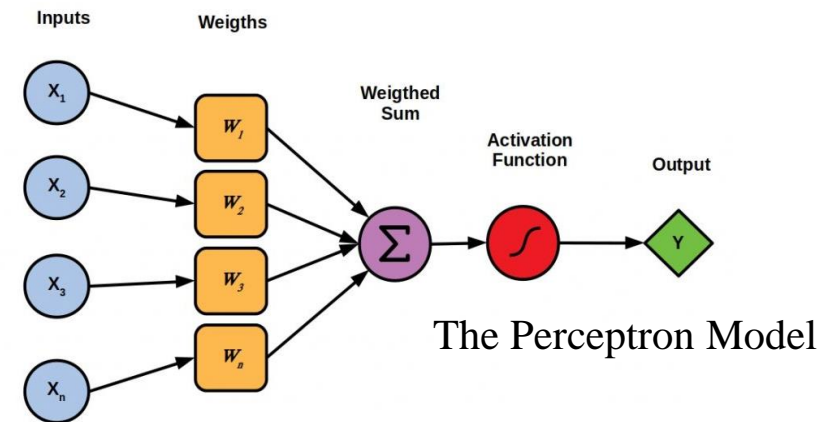 Inputs
Weigths
X₁
W₁
Weigthed
Sum
Activation
Function
Output
X₂
W₂
Σ
Y
X₃
W₃
The Perceptron Model
Xₙ
Wₙ